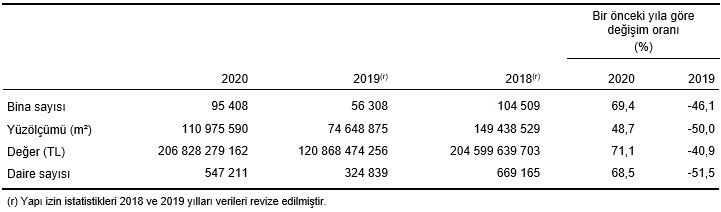 Bir önceki yıla göre
değişim oranı
(%)
2020 2019(r) 2018(r) 2020 2019
Bina sayısı 95 408 56 308 104 509 69,4 -46,1
Yüzölçümü (m²) 110 975 590 74 648 875 149 438 529 48,7 -50,0
Değer (TL) 206 828 279 162 120 868 474 256 204 599 639 703 71,1 -40,9
Daire sayısı 547 211 324 839 669 165 68,5 -51,5
(r) Yapı izin istatistikleri 2018 ve 2019 yılları verileri revize edilmiştir.